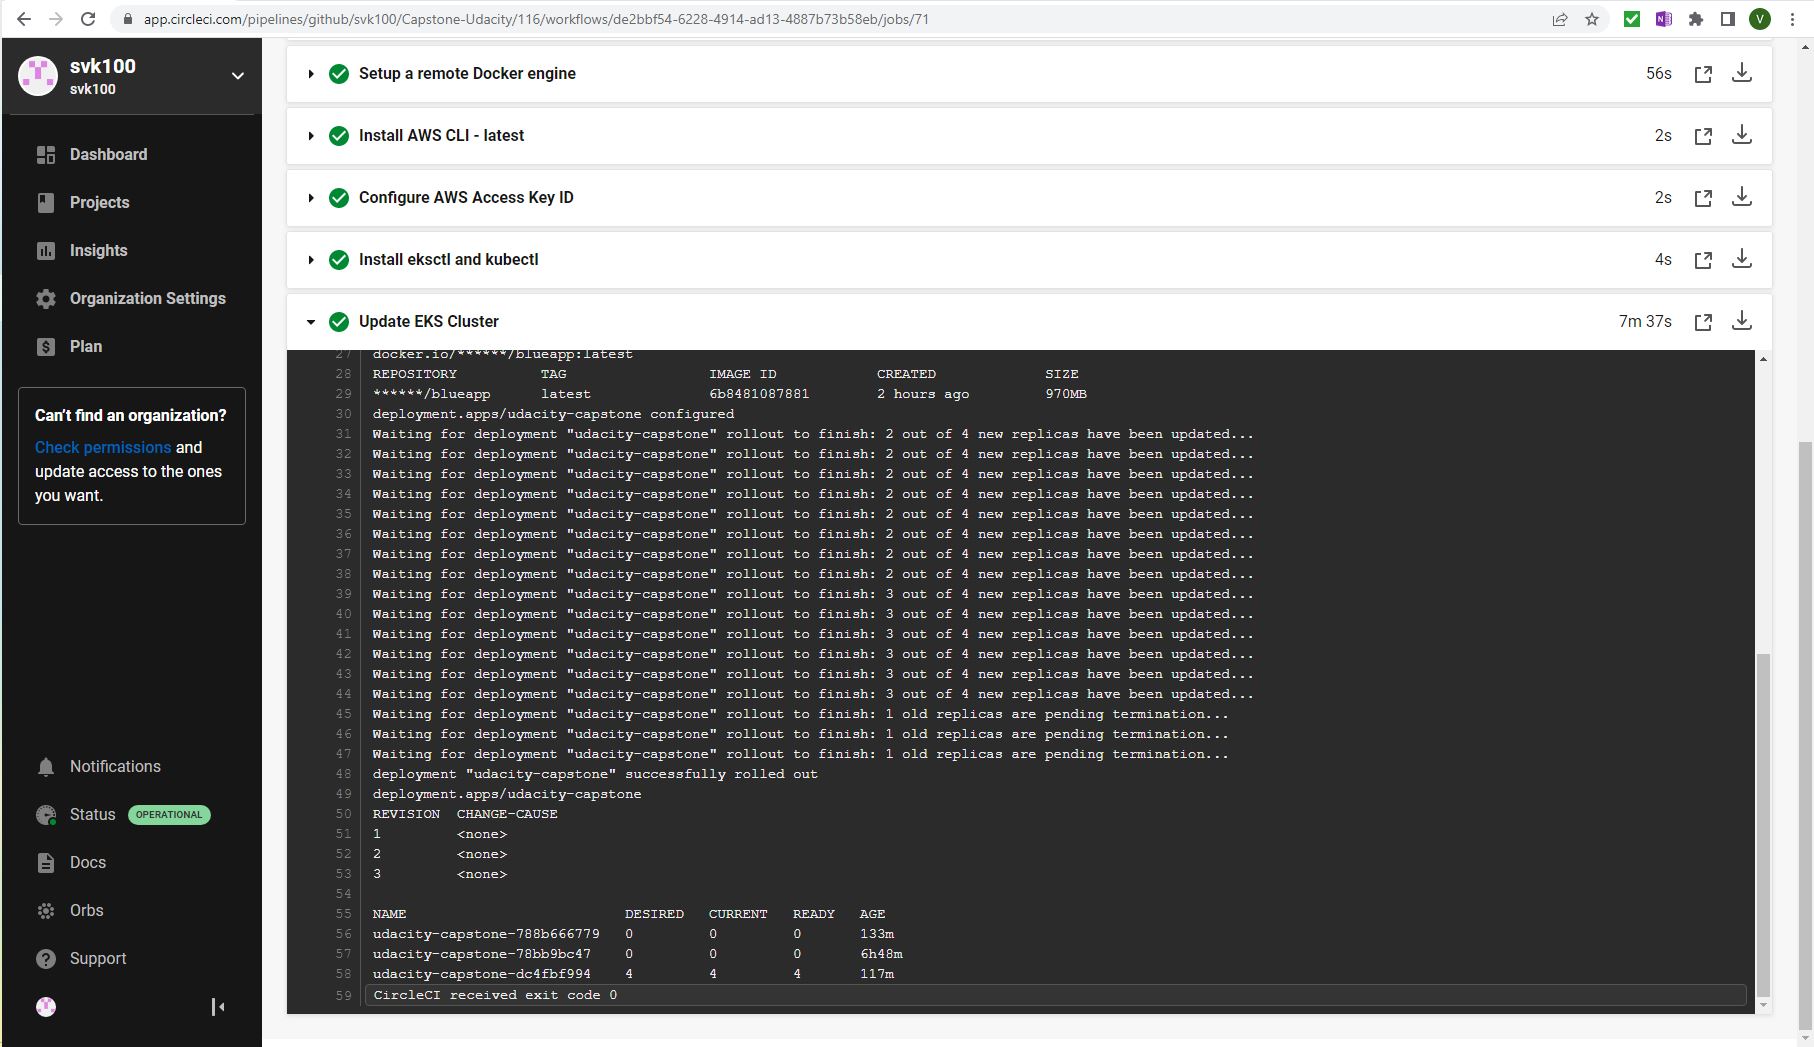 app.circleci.com/pipelines/github/svk100/Capstone-Udacity/116/workflows/de2bbf54-6228-4914-ad13-4887b73b58eb/jobs/71
V
svk100
svk100
Dashboard
Projects
Insights
Organization Settings
Plan
Can't find an organization?
Check permissions and
update access to the ones
you want.
Notifications
Status OPERATIONAL
Docs
Orbs
Support
Setup a remote Docker engine 56s
Install AWS CLI - latest 2s
Configure AWS Access Key ID 2s
Install eksctl and kubectl 4s
Update EKS Cluster 7m 37s
27 docker.io/******/blueapp:latest
28 REPOSITORY TAG IMAGE ID CREATED SIZE
29 ******/blueapp latest 6b8481087881 2 hours ago 970MB
30 deployment.apps/udacity-capstone configured
31 Waiting for deployment "udacity-capstone" rollout to finish: 2 out of 4 new replicas have been updated...
32 Waiting for deployment "udacity-capstone" rollout to finish: 2 out of 4 new replicas have been updated...
33 Waiting for deployment "udacity-capstone" rollout to finish: 2 out of 4 new replicas have been updated...
34 Waiting for deployment "udacity-capstone" rollout to finish: 2 out of 4 new replicas have been updated...
35 Waiting for deployment "udacity-capstone" rollout to finish: 2 out of 4 new replicas have been updated...
36 Waiting for deployment "udacity-capstone" rollout to finish: 2 out of 4 new replicas have been updated...
37 Waiting for deployment "udacity-capstone" rollout to finish: 2 out of 4 new replicas have been updated...
38 Waiting for deployment "udacity-capstone" rollout to finish: 2 out of 4 new replicas have been updated...
39 Waiting for deployment "udacity-capstone" rollout to finish: 3 out of 4 new replicas have been updated...
40 Waiting for deployment "udacity-capstone" rollout to finish: 3 out of 4 new replicas have been updated...
41 Waiting for deployment "udacity-capstone" rollout to finish: 3 out of 4 new replicas have been updated...
42 Waiting for deployment "udacity-capstone" rollout to finish: 3 out of 4 new replicas have been updated...
43 Waiting for deployment "udacity-capstone" rollout to finish: 3 out of 4 new replicas have been updated...
44 Waiting for deployment "udacity-capstone" rollout to finish: 3 out of 4 new replicas have been updated...
45 Waiting for deployment "udacity-capstone" rollout to finish: 1 old replicas are pending termination...
46 Waiting for deployment "udacity-capstone" rollout to finish: 1 old replicas are pending termination...
47 Waiting for deployment "udacity-capstone" rollout to finish: 1 old replicas are pending termination...
48 deployment "udacity-capstone" successfully rolled out
49 deployment.apps/udacity-capstone
50 REVISION CHANGE-CAUSE
51 1 <none>
52 2 <none>
53 3 <none>
54
55 NAME DESIRED CURRENT READY AGE
56 udacity-capstone-788b666779 0 0 0 133m
57 udacity-capstone-78bb9bc47 0 0 0 6h48m
58 udacity-capstone-dc4fbf994 4 4 4 117m
59 CircleCI received exit code 0